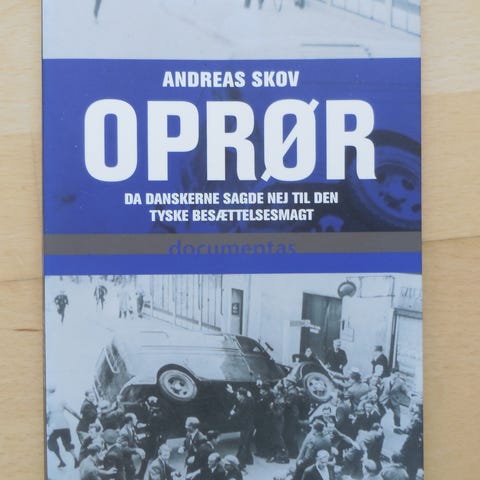 ANDREAS SKOV
OPRØR
DA DANSKERNE SAGDE NEJ TIL DEN
TYSKE BESÆTTELSESMAGT
documentas